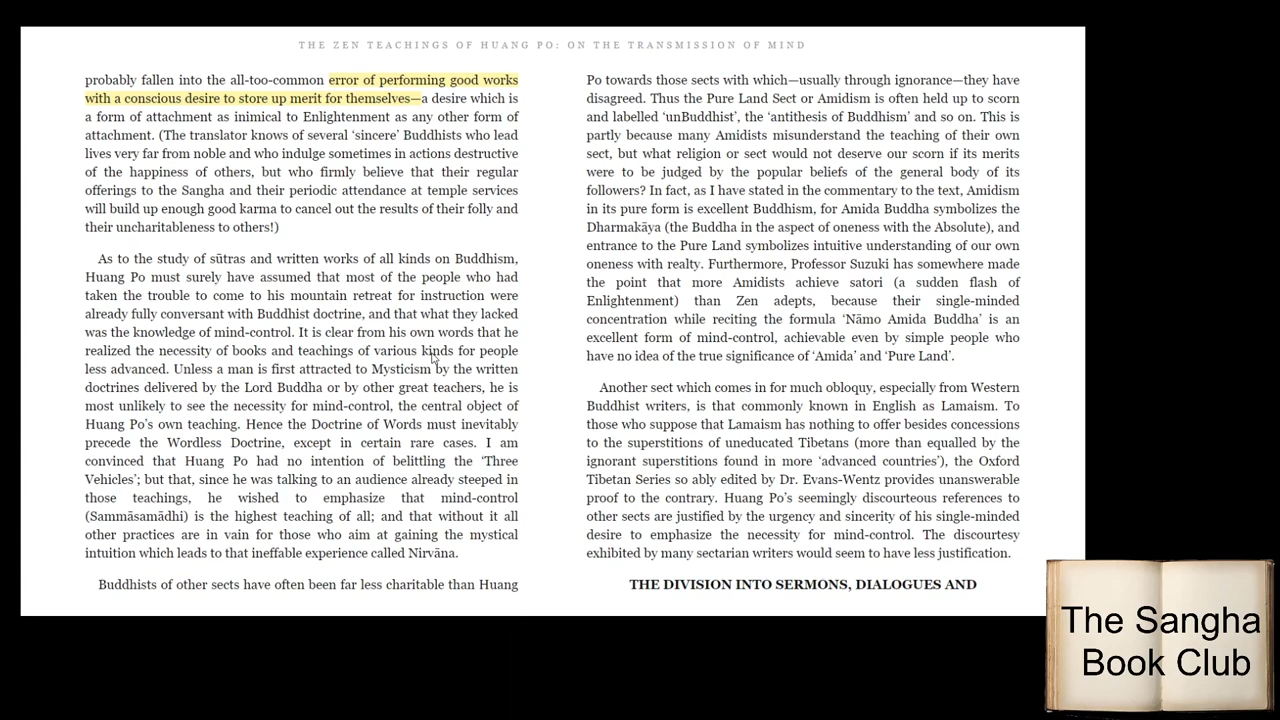 THE ZEN TEACHINGS OF HUANG PO: ON THE TRANSMISSION OF MIND
probably fallen into the all-too-common error of performing good works
with a conscious desire to store up merit for themselves—a desire which is
a form of attachment as inimical to Enlightenment as any other form of
attachment. (The translator knows of several ‘sincere’ Buddhists who lead
lives very far from noble and who indulge sometimes in actions destructive
of the happiness of others, but who firmly believe that their regular
offerings to the Sangha and their periodic attendance at temple services
will build up enough good karma to cancel out the results of their folly and
their uncharitableness to others!)
As to the study of sūtras and written works of all kinds on Buddhism,
Huang Po must surely have assumed that most of the people who had
taken the trouble to come to his mountain retreat for instruction were
already fully conversant with Buddhist doctrine, and that what they lacked
was the knowledge of mind-control. It is clear from his own words that he
realized the necessity of books and teachings of various kinds for people
less advanced. Unless a man is first attracted to Mysticism by the written
doctrines delivered by the Lord Buddha or by other great teachers, he is
most unlikely to see the necessity for mind-control, the central object of
Huang Po’s own teaching. Hence the Doctrine of Words must inevitably
precede the Wordless Doctrine, except in certain rare cases. I am
convinced that Huang Po had no intention of belittling the ‘Three
Vehicles’; but that, since he was talking to an audience already steeped in
those teachings, he wished to emphasize that mind-control
(Sammāsamādhi) is the highest teaching of all; and that without it all
other practices are in vain for those who aim at gaining the mystical
intuition which leads to that ineffable experience called Nirvāna.
Buddhists of other sects have often been far less charitable than Huang
Po towards those sects with which—usually through ignorance—they have
disagreed. Thus the Pure Land Sect or Amidism is often held up to scorn
and labelled ‘unBuddhist’, the ‘antithesis of Buddhism’ and so on. This is
partly because many Amidists misunderstand the teaching of their own
sect, but what religion or sect would not deserve our scorn if its merits
were to be judged by the popular beliefs of the general body of its
followers? In fact, as I have stated in the commentary to the text, Amidism
in its pure form is excellent Buddhism, for Amida Buddha symbolizes the
Dharmakāya (the Buddha in the aspect of oneness with the Absolute), and
entrance to the Pure Land symbolizes intuitive understanding of our own
oneness with realty. Furthermore, Professor Suzuki has somewhere made
the point that more Amidists achieve satori (a sudden flash of
Enlightenment) than Zen adepts, because their single-minded
concentration while reciting the formula ‘Nāmo Amida Buddha’ is an
excellent form of mind-control, achievable even by simple people who
have no idea of the true significance of ‘Amida’ and ‘Pure Land’.
Another sect which comes in for much obloquy, especially from Western
Buddhist writers, is that commonly known in English as Lamaism. To
those who suppose that Lamaism has nothing to offer besides concessions
to the superstitions of uneducated Tibetans (more than equalled by the
ignorant superstitions found in more ‘advanced countries’), the Oxford
Tibetan Series so ably edited by Dr. Evans-Wentz provides unanswerable
proof to the contrary. Huang Po’s seemingly discourteous references to
other sects are justified by the urgency and sincerity of his single-minded
desire to emphasize the necessity for mind-control. The discourtesy
exhibited by many sectarian writers would seem to have less justification.
THE DIVISION INTO SERMONS, DIALOGUES AND
The Sangha
Book Club